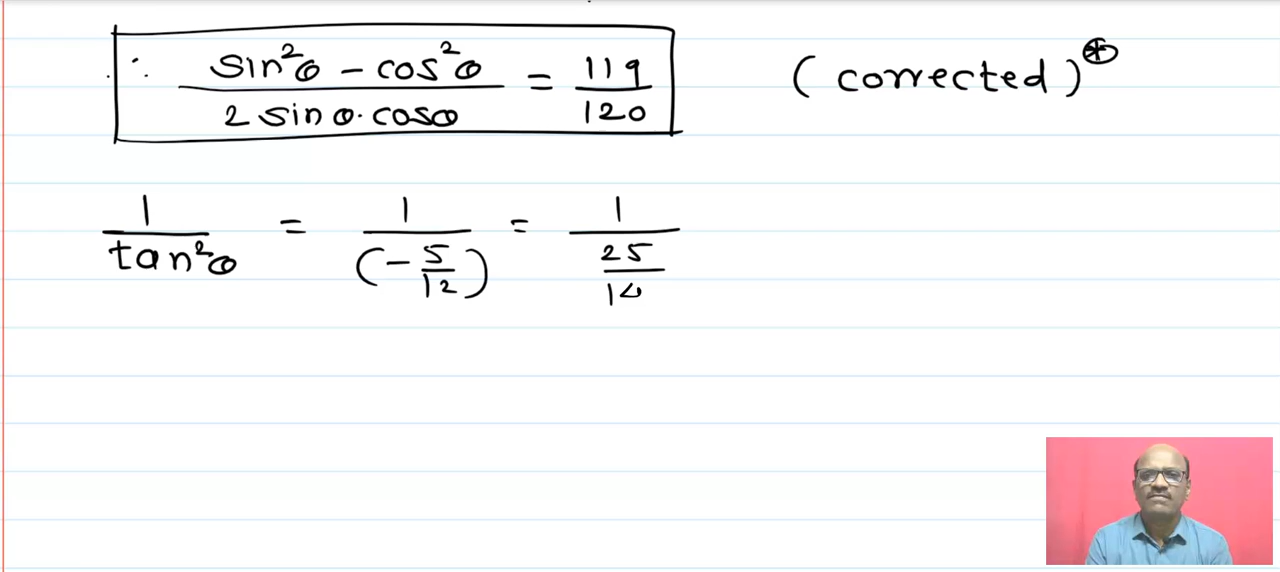 ∴ (sin²θ − cos²θ)/(2 sinθ·cosθ) = 119/120 (corrected)⊛
1/tan²θ = 1/(−5/12) = 1/(25/14